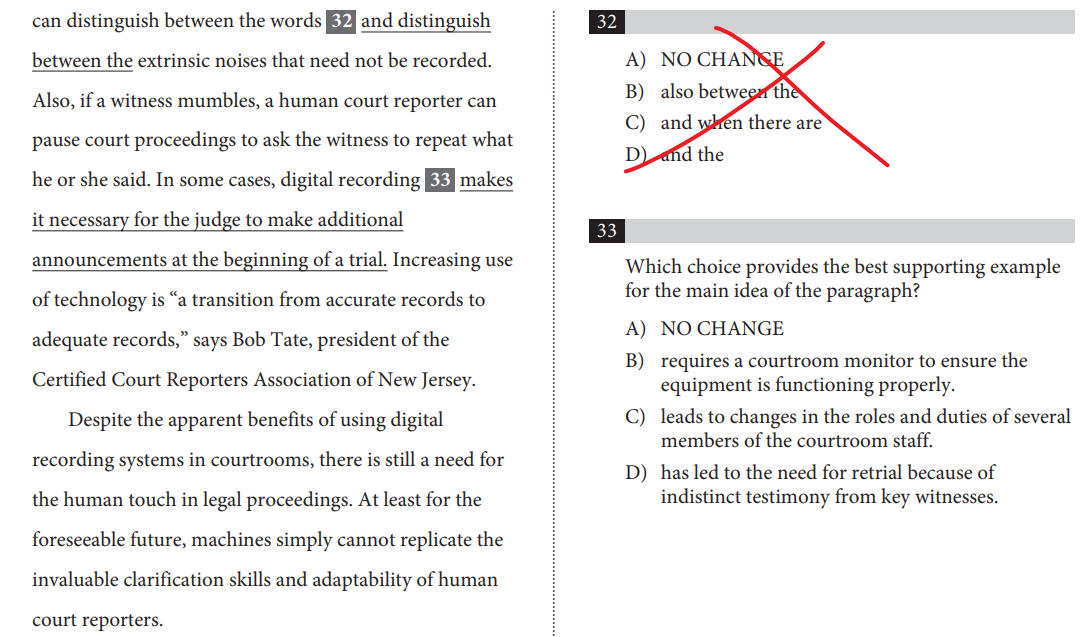 can distinguish between the words 32 and distinguish
between the extrinsic noises that need not be recorded.
Also, if a witness mumbles, a human court reporter can
pause court proceedings to ask the witness to repeat what
he or she said. In some cases, digital recording 33 makes
it necessary for the judge to make additional
announcements at the beginning of a trial. Increasing use
of technology is “a transition from accurate records to
adequate records,” says Bob Tate, president of the
Certified Court Reporters Association of New Jersey.
Despite the apparent benefits of using digital
recording systems in courtrooms, there is still a need for
the human touch in legal proceedings. At least for the
foreseeable future, machines simply cannot replicate the
invaluable clarification skills and adaptability of human
court reporters.
32
A) NO CHANGE
B) also between the
C) and when there are
D) and the
33
Which choice provides the best supporting example
for the main idea of the paragraph?
A) NO CHANGE
B) requires a courtroom monitor to ensure the
equipment is functioning properly.
C) leads to changes in the roles and duties of several
members of the courtroom staff.
D) has led to the need for retrial because of
indistinct testimony from key witnesses.